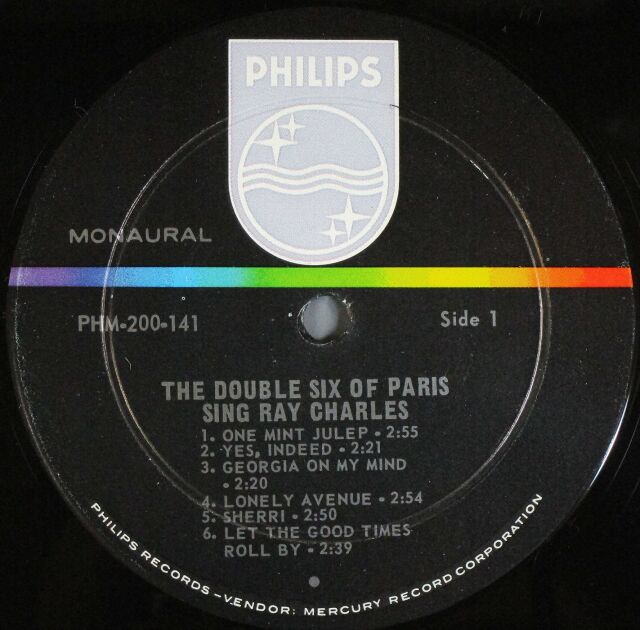 PHILIPS
MONAURAL
PHM-200-141
Side 1
THE DOUBLE SIX OF PARIS
SING RAY CHARLES
1. ONE MINT JULEP • 2:55
2. YES, INDEED • 2:21
3. GEORGIA ON MY MIND
• 2:20
4. LONELY AVENUE • 2:54
5. SHERRI • 2:50
6. LET THE GOOD TIMES
ROLL BY • 2:39
PHILIPS RECORDS – VENDOR: MERCURY RECORD CORPORATION